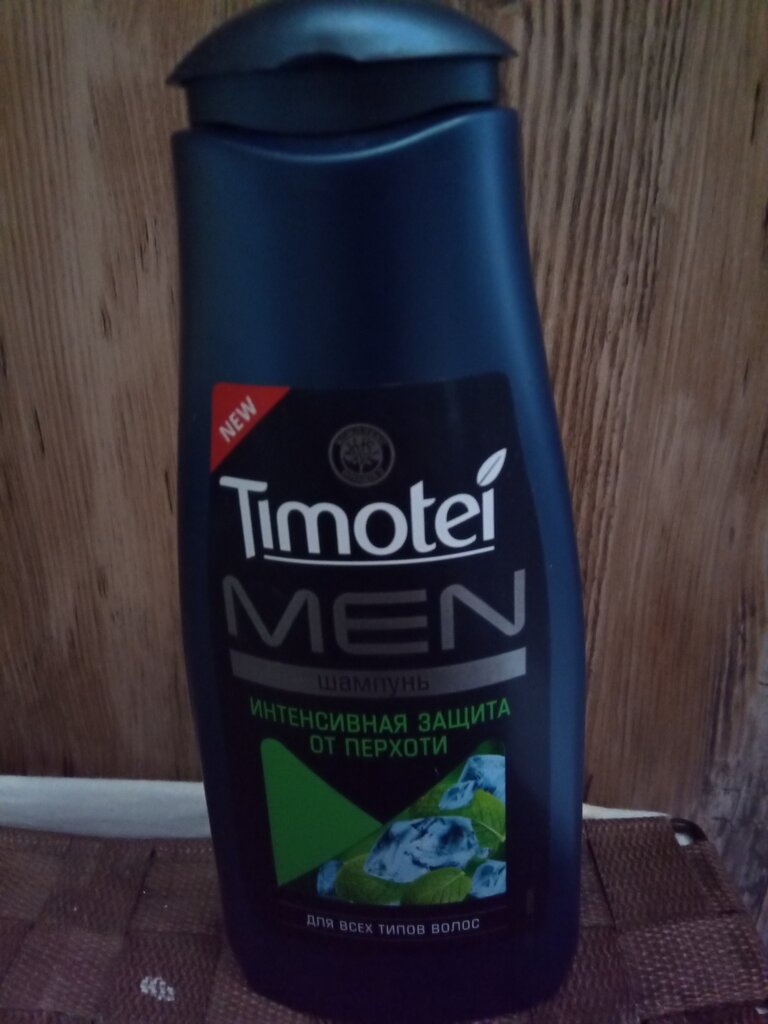 NEW
Timotei
MEN
шампунь
ИНТЕНСИВНАЯ ЗАЩИТА
ОТ ПЕРХОТИ
ДЛЯ ВСЕХ ТИПОВ ВОЛОС